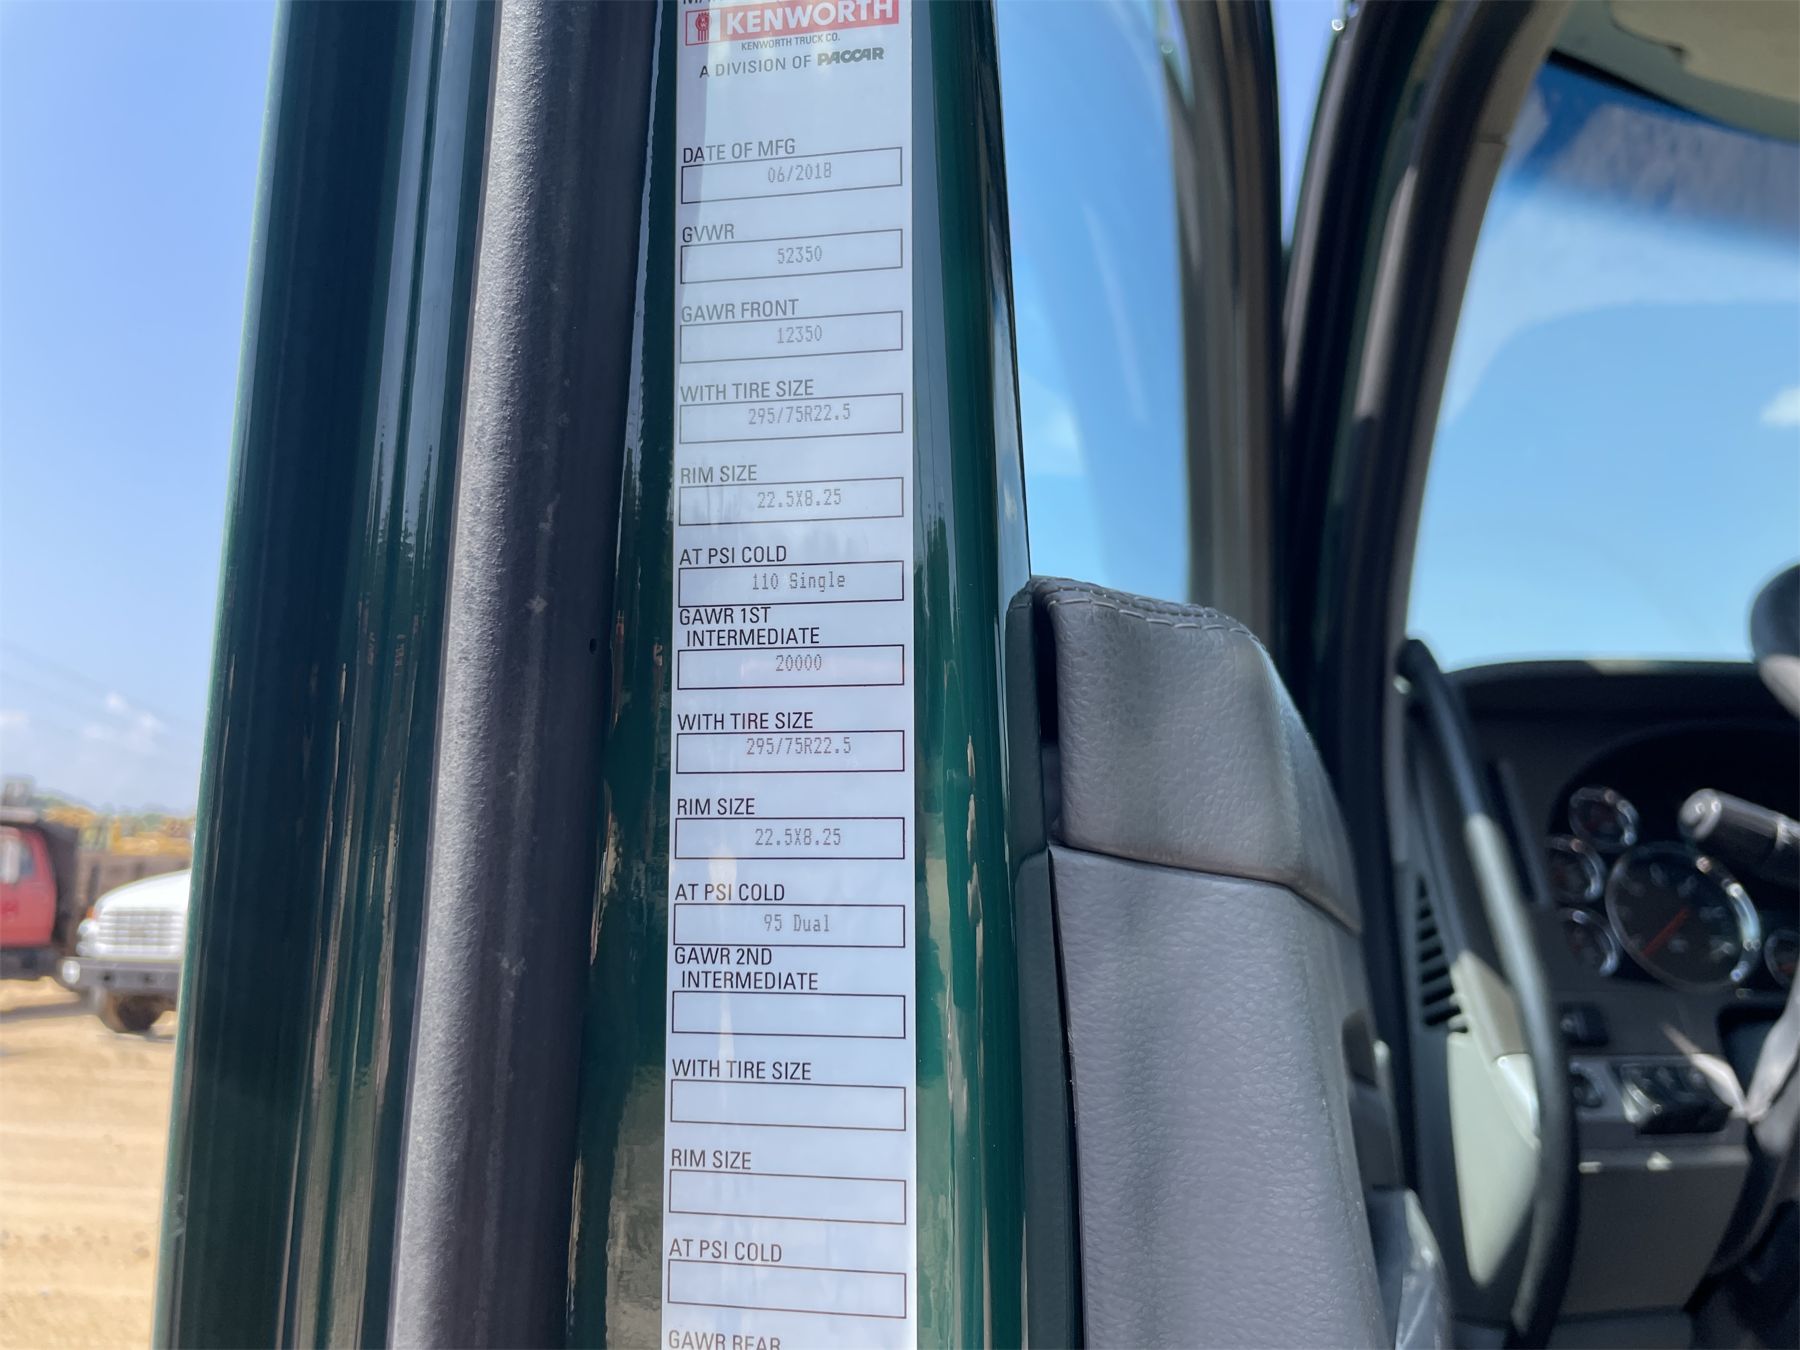 KENWORTH
KENWORTH TRUCK CO.
A DIVISION OF PACCAR
DATE OF MFG
06/2018
GVWR
52350
GAWR FRONT
12350
WITH TIRE SIZE
295/75R22.5
RIM SIZE
22.5X8.25
AT PSI COLD
110 Single
GAWR 1ST
INTERMEDIATE
20000
WITH TIRE SIZE
295/75R22.5
RIM SIZE
22.5X8.25
AT PSI COLD
95 Dual
GAWR 2ND
INTERMEDIATE
WITH TIRE SIZE
RIM SIZE
AT PSI COLD
GAWR REAR